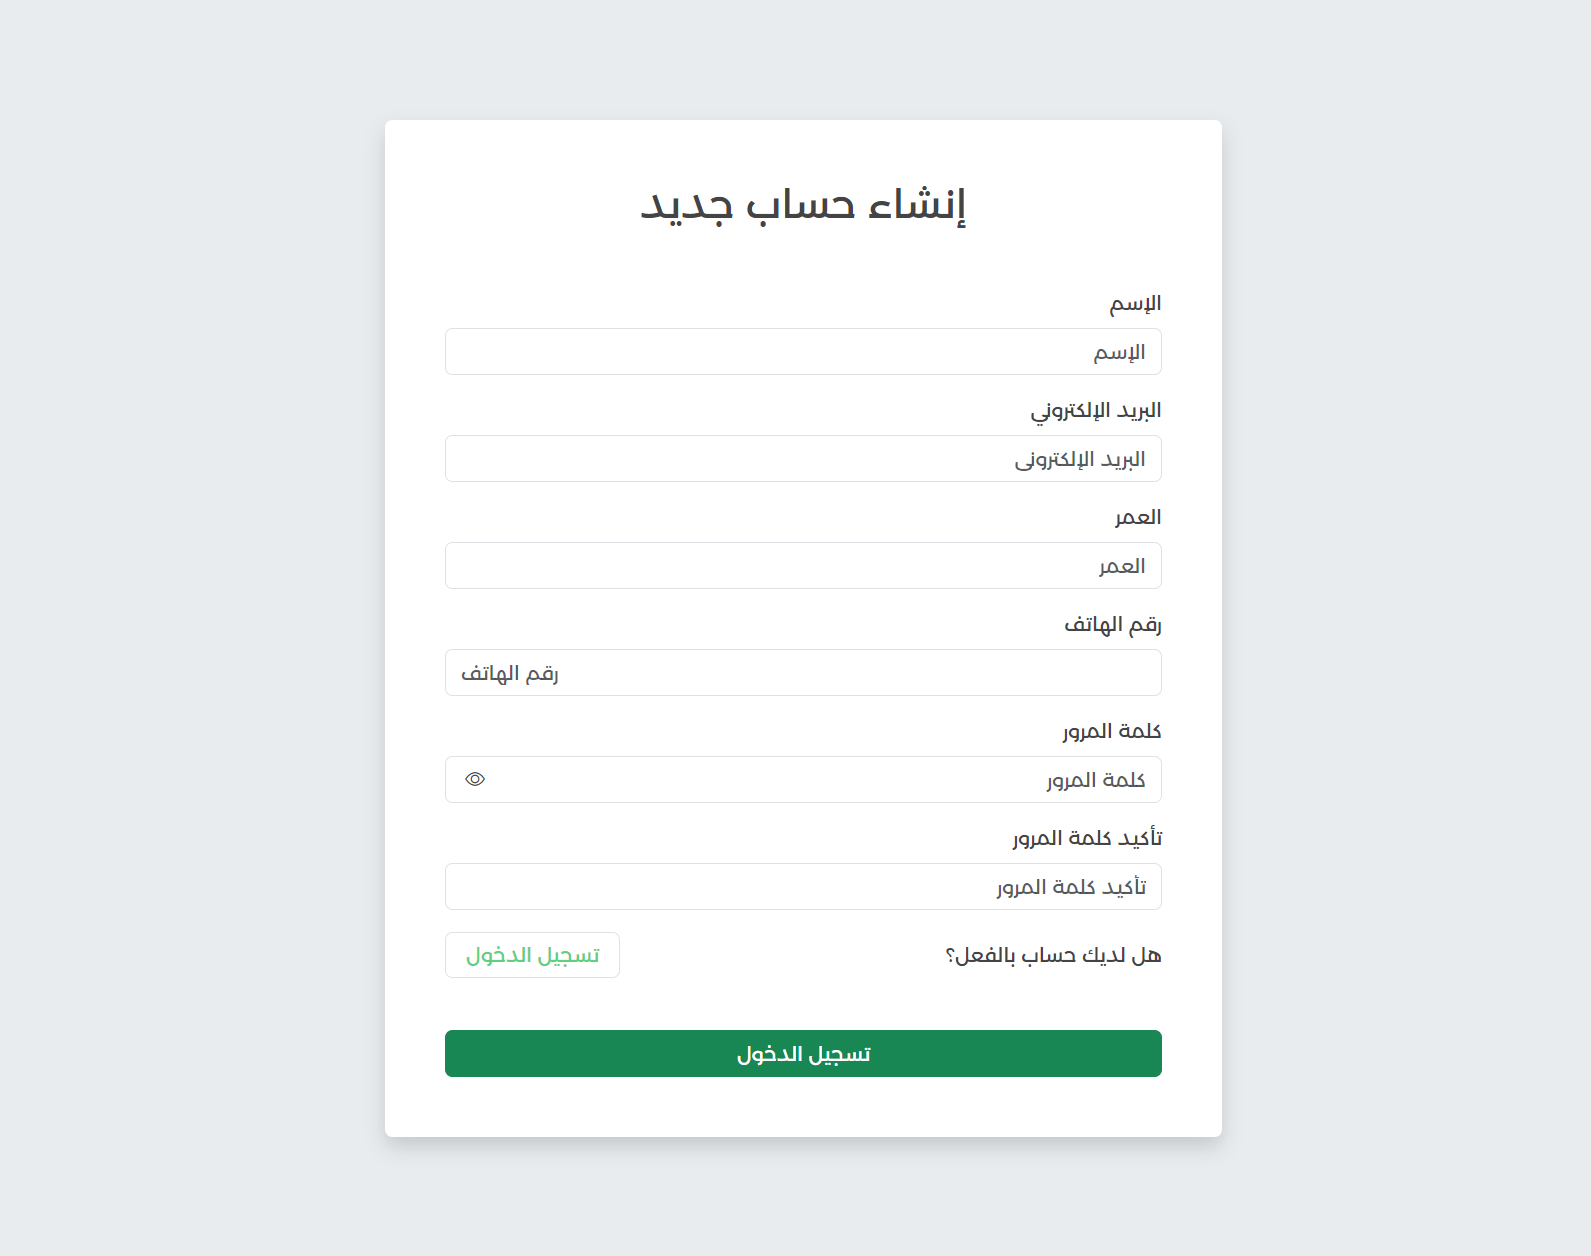 إنشاء حساب جديد
الإسم
الإسم
البريد الإلكتروني
البريد الإلكترونى
العمر
العمر
رقم الهاتف
رقم الهاتف
كلمة المرور
كلمة المرور
تأكيد كلمة المرور
تأكيد كلمة المرور
هل لديك حساب بالفعل؟ تسجيل الدخول
تسجيل الدخول